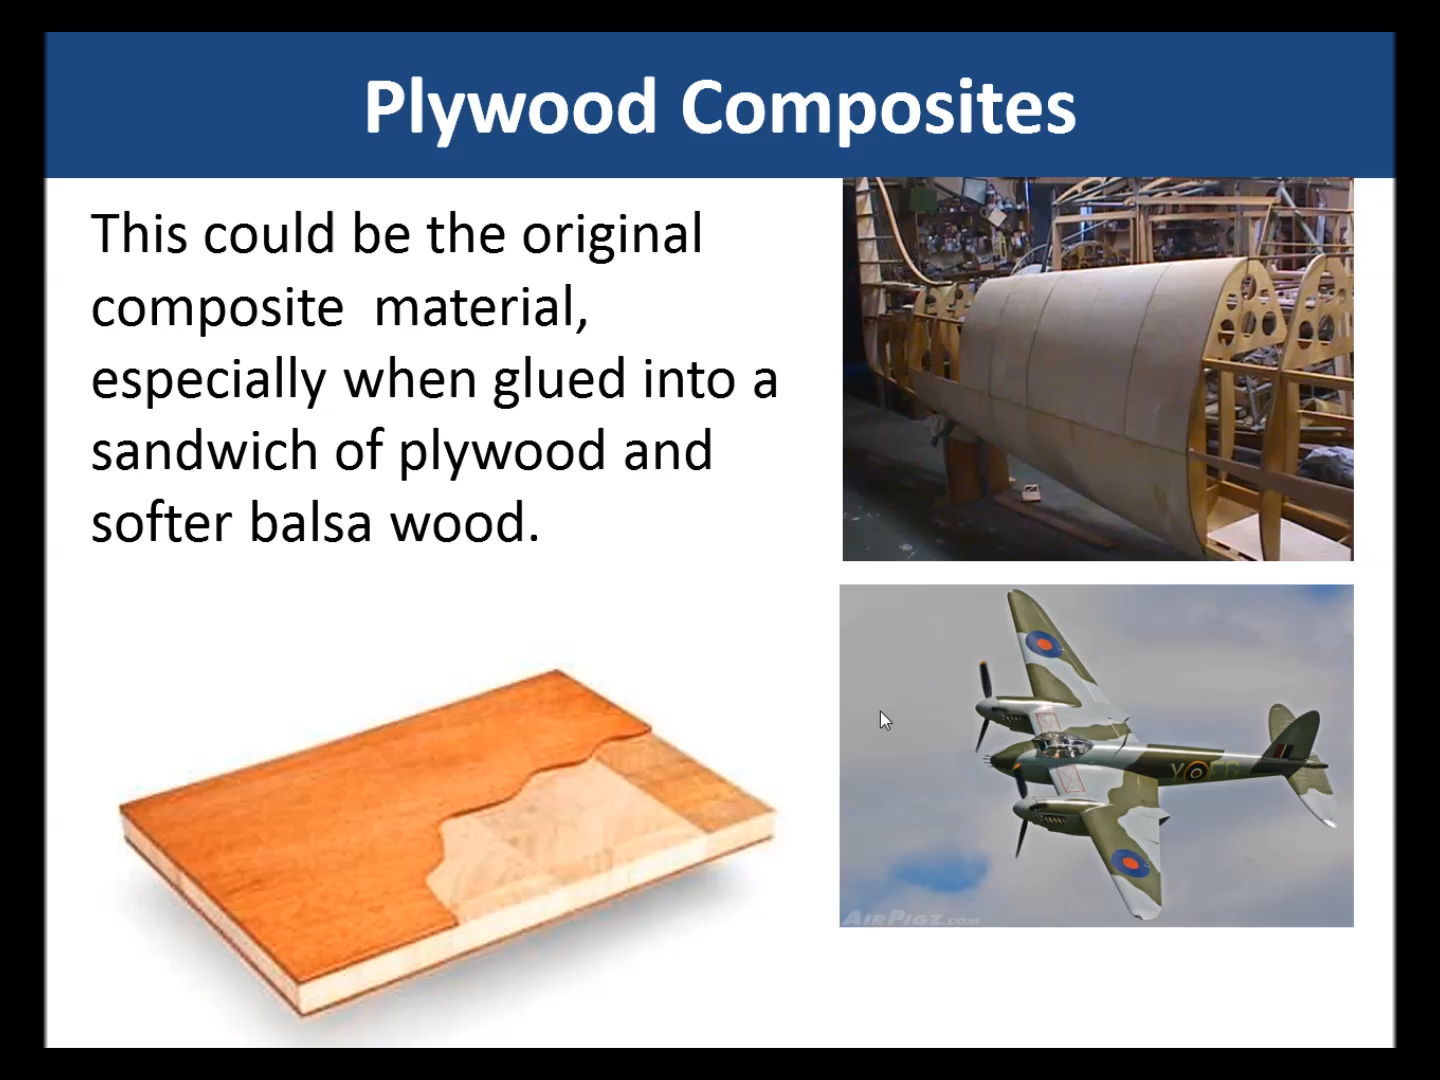 Plywood Composites
This could be the original
composite material,
especially when glued into a
sandwich of plywood and
softer balsa wood.
AIRPIGZ.COM